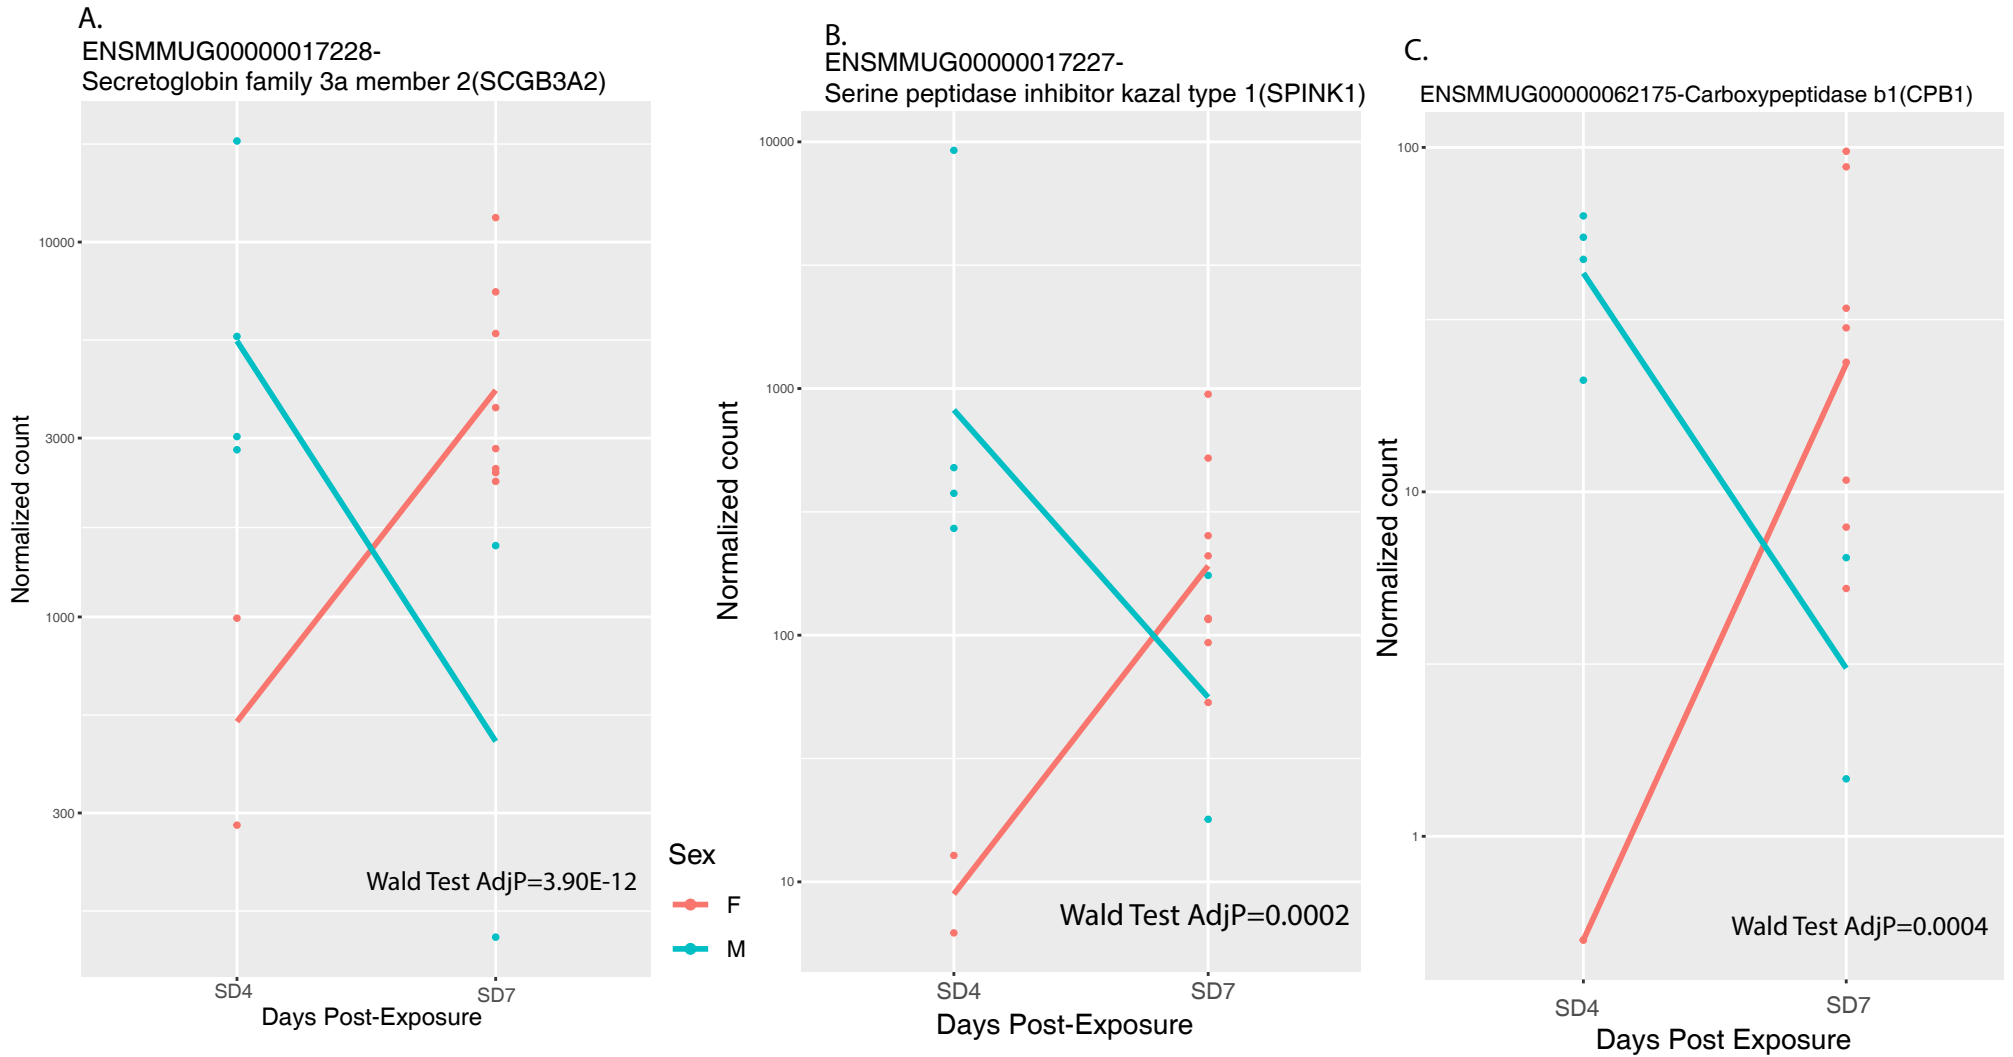 A.
ENSMMUG00000017228-
Secretoglobin family 3a member 2(SCGB3A2)
Normalized count
10000
3000
1000
300
Wald Test AdjP=3.90E-12
SD4
SD7
Days Post-Exposure
Sex
F
M
B.
ENSMMUG00000017227-
Serine peptidase inhibitor kazal type 1(SPINK1)
Normalized count
10000
1000
100
10
Wald Test AdjP=0.0002
SD4
SD7
Days Post-Exposure
C.
ENSMMUG00000062175-Carboxypeptidase b1(CPB1)
Normalized count
100
10
1
Wald Test AdjP=0.0004
SD4
SD7
Days Post Exposure